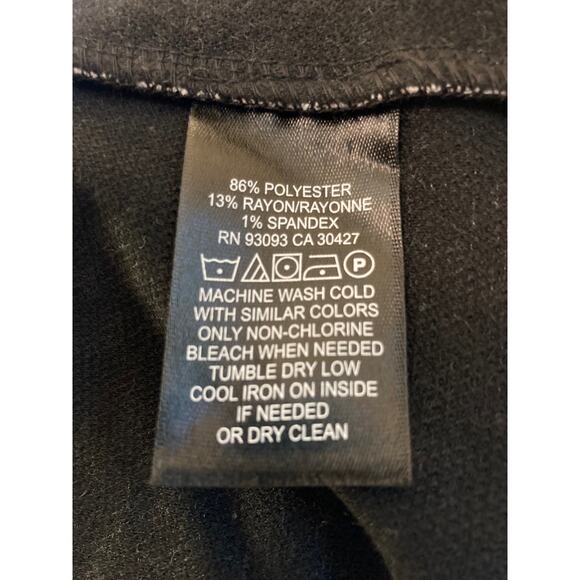 86% POLYESTER
13% RAYON/RAYONNE
1% SPANDEX
RN 93093 CA 30427
P
MACHINE WASH COLD
WITH SIMILAR COLORS
ONLY NON-CHLORINE
BLEACH WHEN NEEDED
TUMBLE DRY LOW
COOL IRON ON INSIDE
IF NEEDED
OR DRY CLEAN